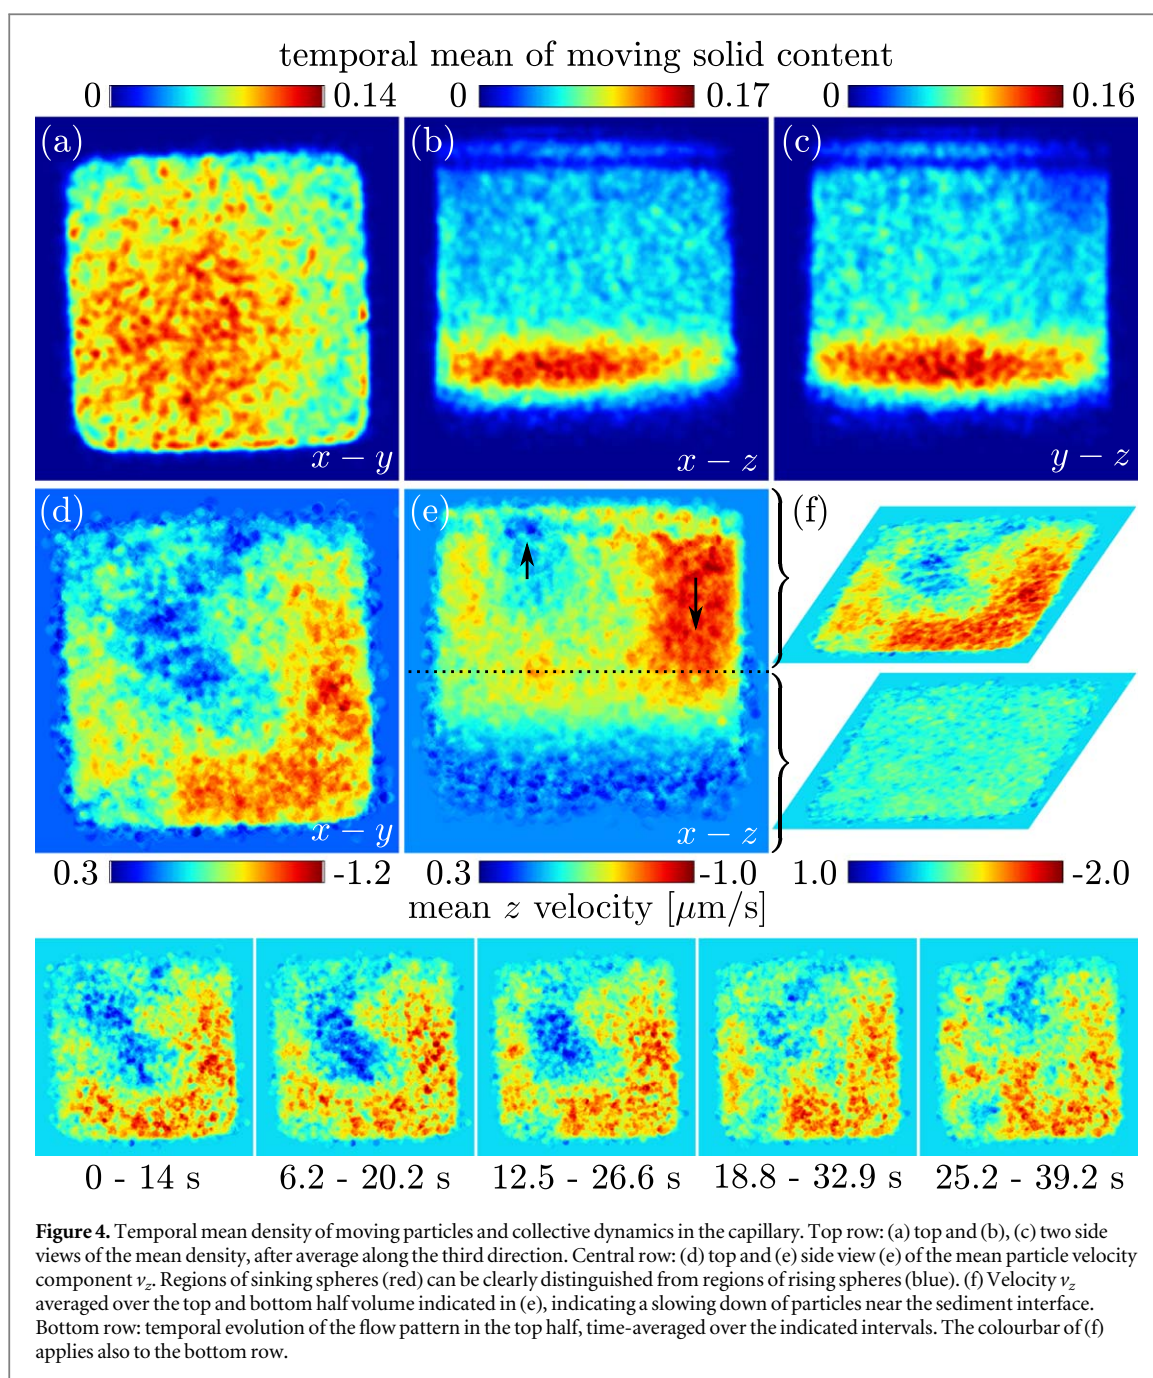 temporal mean of moving solid content
0 0.14 0 0.17 0 0.16
(a) (b) (c)
x − y x − z y − z
(d) (e) (f)
x − y x − z
0.3 -1.2 0.3 -1.0 1.0 -2.0
mean z velocity [μm/s]
0 - 14 s 6.2 - 20.2 s 12.5 - 26.6 s 18.8 - 32.9 s 25.2 - 39.2 s
Figure 4. Temporal mean density of moving particles and collective dynamics in the capillary. Top row: (a) top and (b), (c) two side
views of the mean density, after average along the third direction. Central row: (d) top and (e) side view (e) of the mean particle velocity
component νz. Regions of sinking spheres (red) can be clearly distinguished from regions of rising spheres (blue). (f) Velocity νz
averaged over the top and bottom half volume indicated in (e), indicating a slowing down of particles near the sediment interface.
Bottom row: temporal evolution of the flow pattern in the top half, time-averaged over the indicated intervals. The colourbar of (f)
applies also to the bottom row.